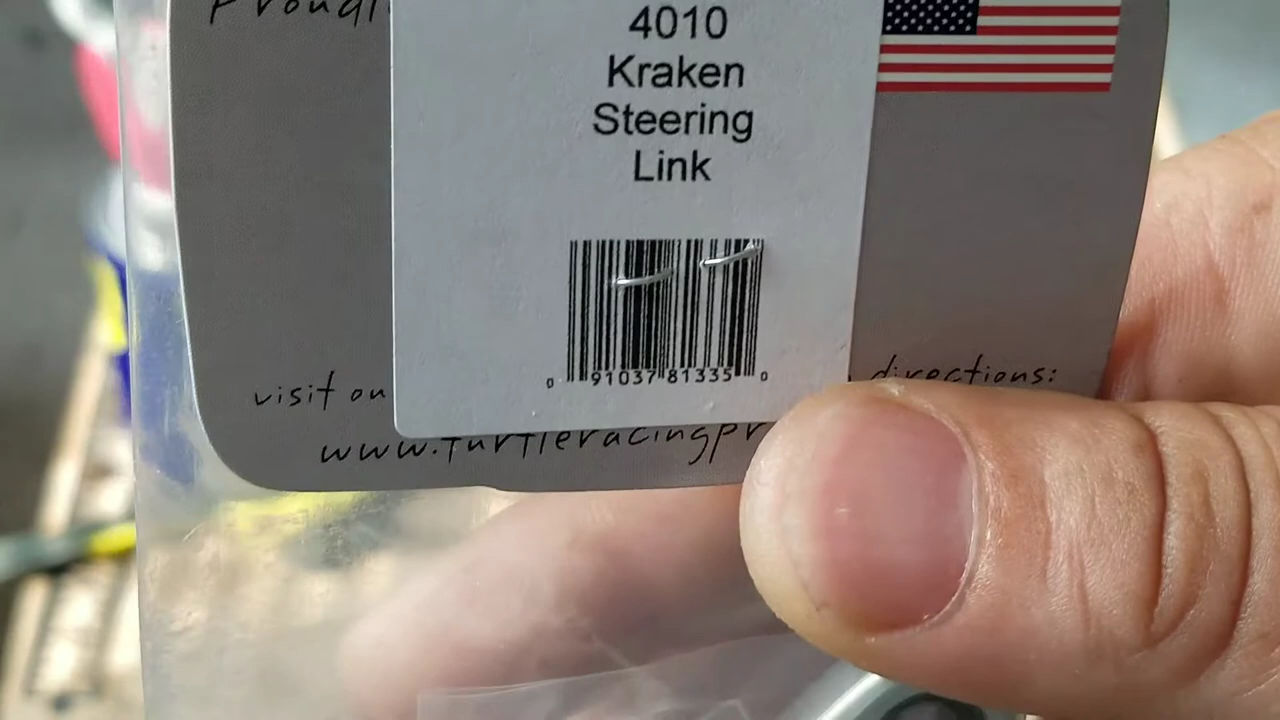 4010
Kraken
Steering
Link
0 91037 81335 0
visit ou
directions:
www.turtleracingpr